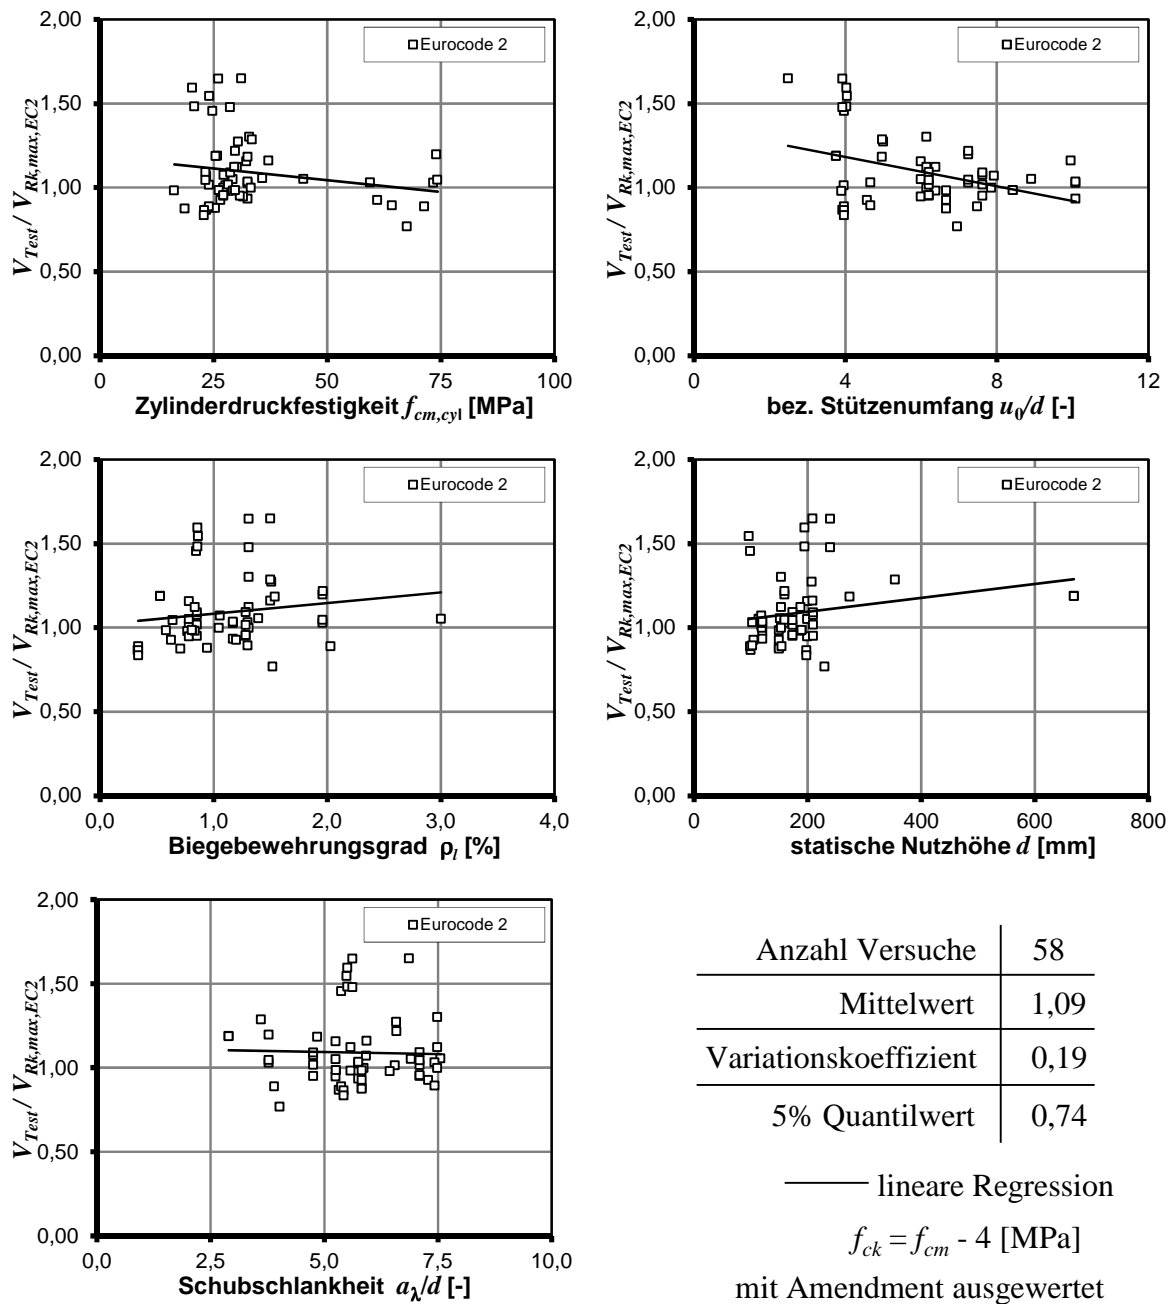 2,00
1,50
1,00
0,50
0,00
V_Test / V_Rk,max,EC2
Eurocode 2
0 25 50 75 100
Zylinderdruckfestigkeit f_cm,cyl [MPa]
2,00
1,50
1,00
0,50
0,00
V_Test / V_Rk,max,EC2
Eurocode 2
0 4 8 12
bez. Stützenumfang u_0/d [-]
2,00
1,50
1,00
0,50
0,00
V_Test / V_Rk,max,EC2
Eurocode 2
0,0 1,0 2,0 3,0 4,0
Biegebewehrungsgrad ρ_l [%]
2,00
1,50
1,00
0,50
0,00
V_Test / V_Rk,max,EC2
Eurocode 2
0 200 400 600 800
statische Nutzhöhe d [mm]
2,00
1,50
1,00
0,50
0,00
V_Test / V_Rk,max,EC2
Eurocode 2
0,0 2,5 5,0 7,5 10,0
Schubschlankheit a_λ/d [-]
Anzahl Versuche 58
Mittelwert 1,09
Variationskoeffizient 0,19
5% Quantilwert 0,74
lineare Regression
f_ck = f_cm - 4 [MPa]
mit Amendment ausgewertet